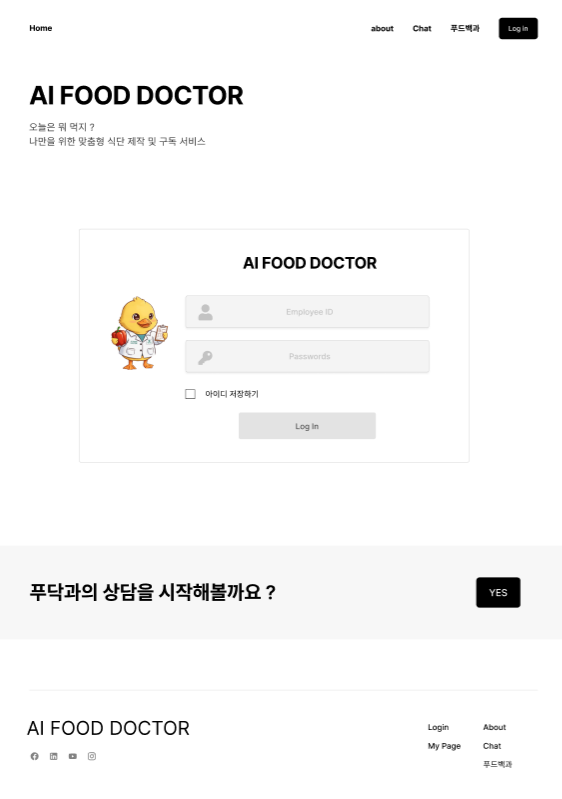 Home
about
Chat
푸드백과
Log in
AI FOOD DOCTOR
오늘은 뭐 먹지 ?
나만을 위한 맞춤형 식단 제작 및 구독 서비스
AI FOOD DOCTOR
Employee ID
Passwords
아이디 저장하기
Log In
푸닥과의 상담을 시작해볼까요 ?
YES
AI FOOD DOCTOR
Login
About
My Page
Chat
푸드백과